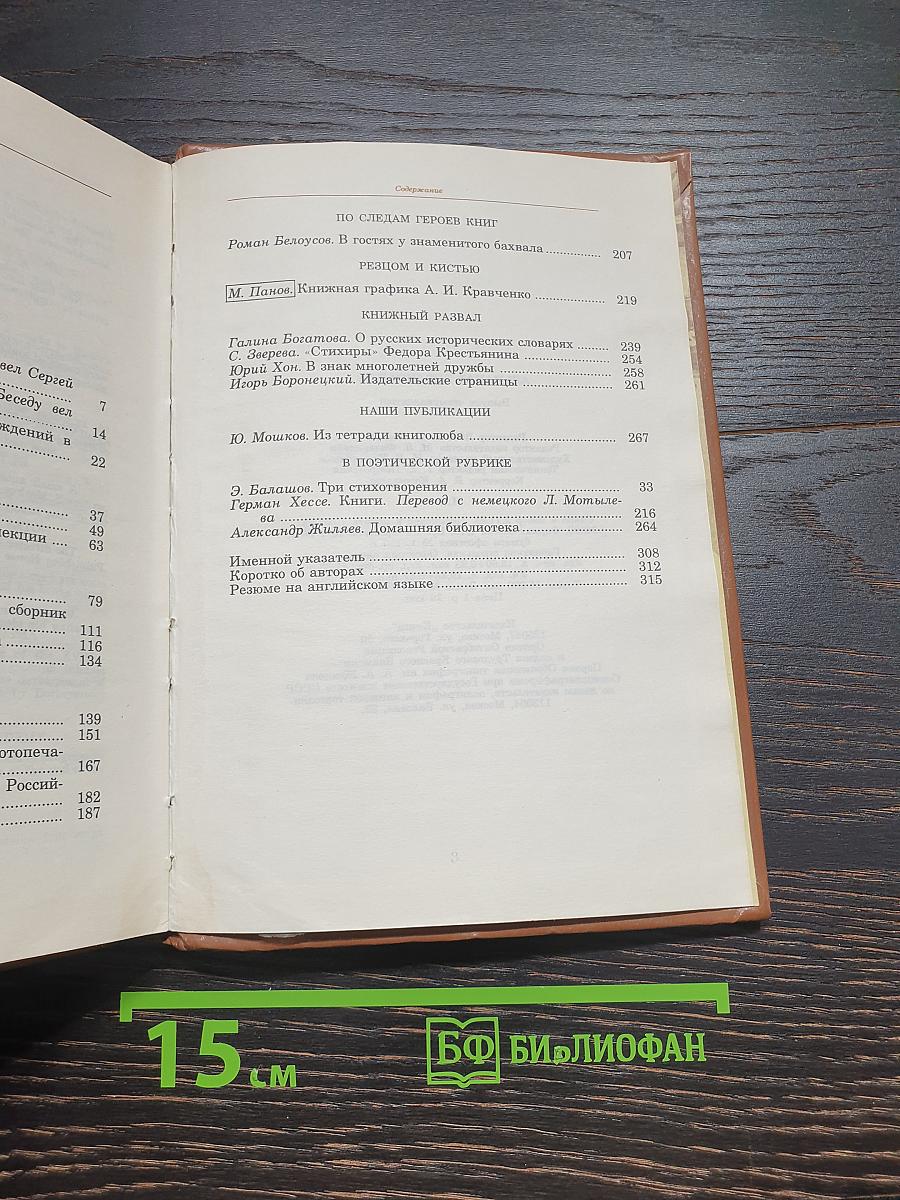 вел Сергей
7
Беседу вел
14
ждений в
22
37
49
лекции .... 63
79
сборник
111
116
134
139
151
отопеча-
167
Россий-
182
187
Содержание
ПО СЛЕДАМ ГЕРОЕВ КНИГ
Роман Белоусов. В гостях у знаменитого бахвала .............. 207
РЕЗЦОМ И КИСТЬЮ
М. Панов. Книжная графика А. И. Кравченко .................. 219
КНИЖНЫЙ РАЗВАЛ
Галина Богатова. О русских исторических словарях ........ 239
С. Зверева. «Стихиры» Федора Крестьянина ...................... 254
Юрий Хон. В знак многолетней дружбы ............................ 258
Игорь Боронецкий. Издательские страницы ........................ 261
НАШИ ПУБЛИКАЦИИ
Ю. Мошков. Из тетради книголюба .................................... 267
В ПОЭТИЧЕСКОЙ РУБРИКЕ
Э. Балашов. Три стихотворения ........................................ 33
Герман Хессе. Книги. Перевод с немецкого Л. Мотыле-
ва .................................................................................. 216
Александр Жиляев. Домашняя библиотека .......................... 264
Именной указатель .............................................................. 308
Коротко об авторах .............................................................. 312
Резюме на английском языке ............................................... 315
3
15 см
БФ БИБЛИОФАН